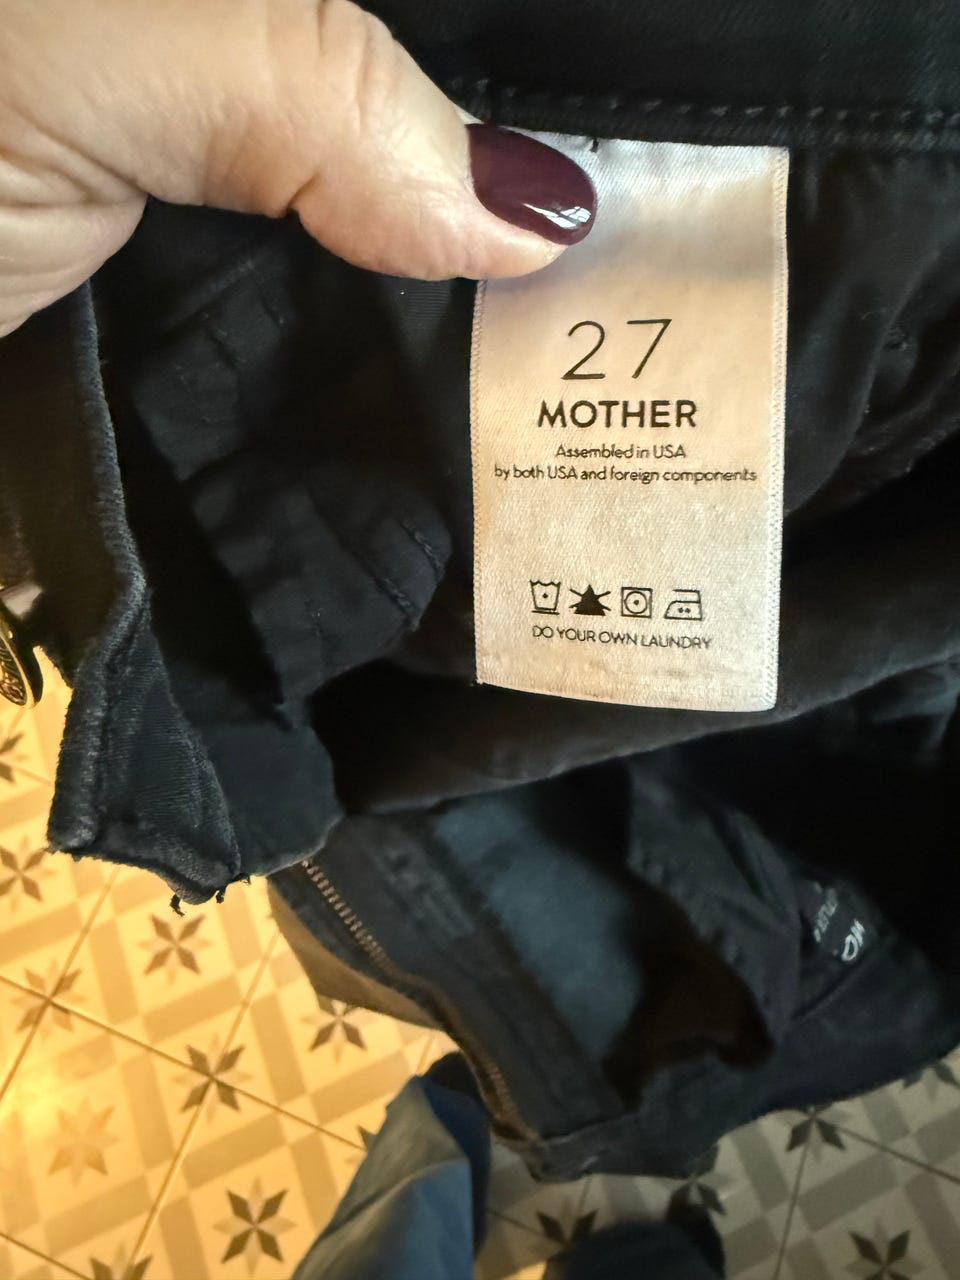 27
MOTHER
Assembled in USA
by both USA and foreign components
DO YOUR OWN LAUNDRY